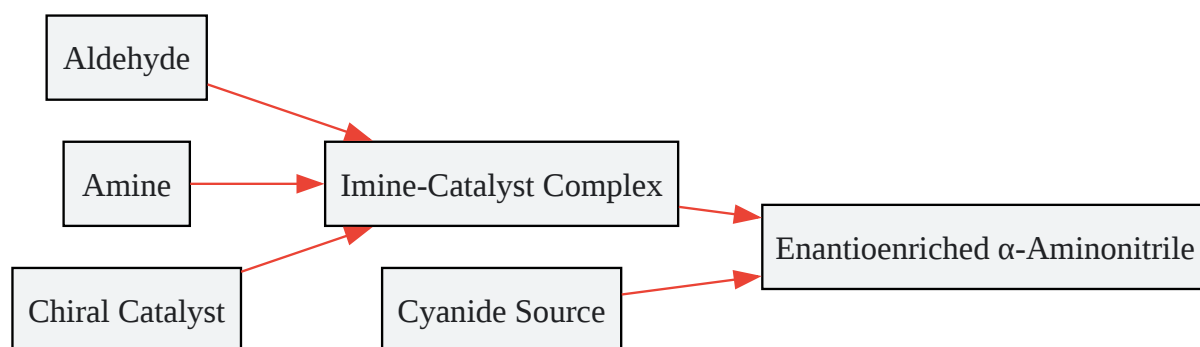 Aldehyde
Amine
Imine-Catalyst Complex
Enantioenriched α-Aminonitrile
Chiral Catalyst
Cyanide Source